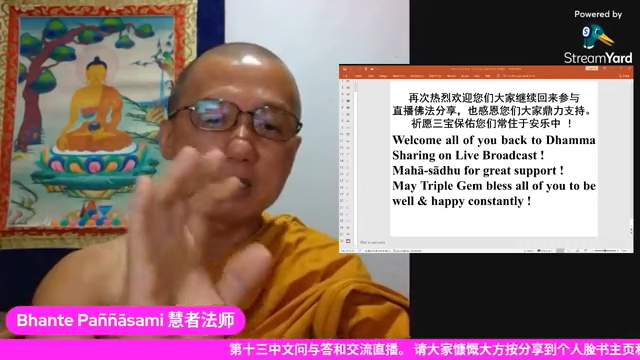 Powered by
StreamYard
再次热烈欢迎您们大家继续回来参与
直播佛法分享，也感恩您们大家鼎力支持。
祈愿三宝保佑您们常住于安乐中 ！
Welcome all of you back to Dhamma
Sharing on Live Broadcast !
Mahā-sādhu for great support !
May Triple Gem bless all of you to be
well & happy constantly !
Bhante Paññāsami 慧者法师
第十三中文问与答和交流直播。 请大家慷慨大方按分享到个人脸书主页和